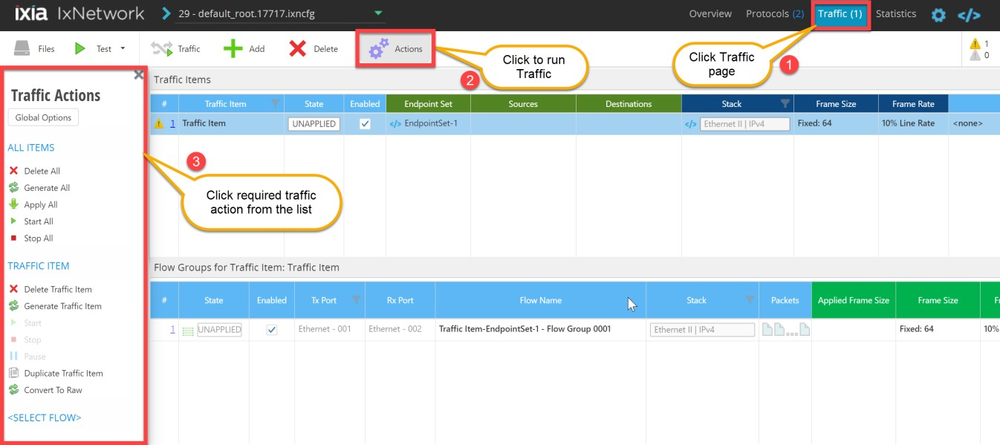 ixia IxNetwork 29 - default_root.17717.ixncfg Overview Protocols (2) Traffic (1) Statistics </>
Files Test Traffic Add Delete Actions 1
0
Click to run
Traffic
2
Click Traffic
page
1
Traffic Actions
Global Options
ALL ITEMS
Delete All
Generate All
Apply All
Start All
Stop All
TRAFFIC ITEM
Delete Traffic Item
Generate Traffic Item
Start
Stop
Pause
Duplicate Traffic Item
Convert To Raw
<SELECT FLOW>
3
Click required traffic
action from the list
Traffic Items
# Traffic Item State Enabled Endpoint Set Sources Destinations Stack Frame Size Frame Rate
1 Traffic Item UNAPPLIED </> EndpointSet-1 </> Ethernet II | IPv4 Fixed: 64 10% Line Rate <none>
Flow Groups for Traffic Item: Traffic Item
# State Enabled Tx Port Rx Port Flow Name Stack Packets Applied Frame Size Frame Size
1 UNAPPLIED Ethernet - 001 Ethernet - 002 Traffic Item-EndpointSet-1 - Flow Group 0001 Ethernet II | IPv4 Fixed: 64 10%